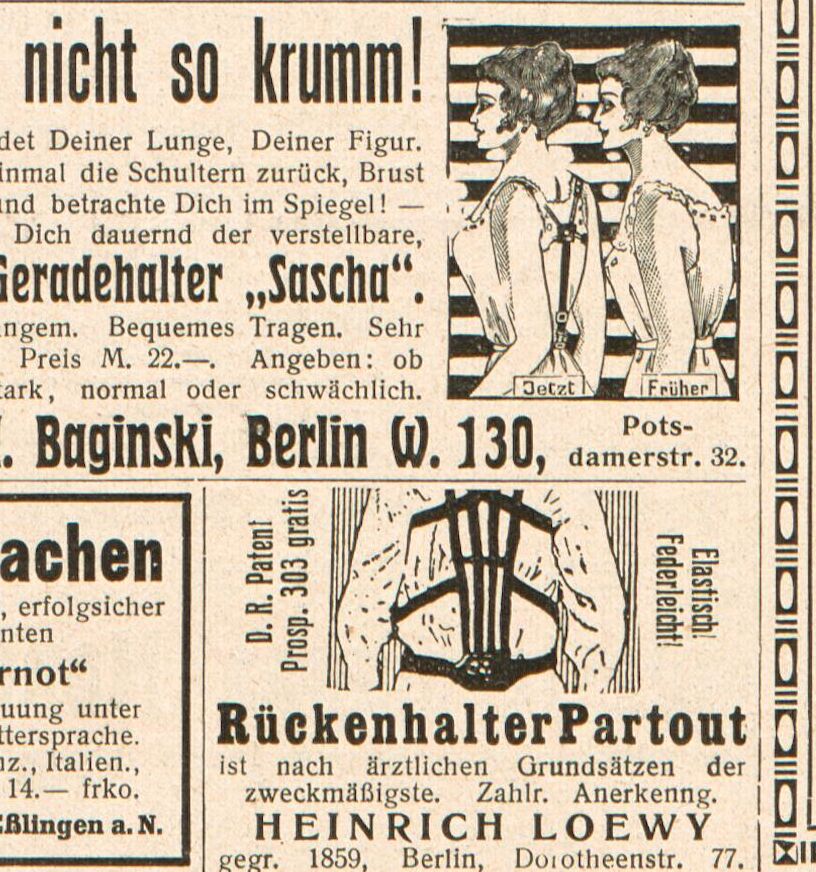 nicht so krumm!
det Deiner Lunge, Deiner Figur.
inmal die Schultern zurück, Brust
und betrachte Dich im Spiegel! —
Dich dauernd der verstellbare,
Geradehalter „Sascha“.
angem. Bequemes Tragen. Sehr
Preis M. 22.—. Angeben: ob
tark, normal oder schwächlich.
. Baginski, Berlin W. 130,
Pots-
damerstr. 32.
Jetzt
Früher
achen
, erfolgsicher
nten
rnot“
uung unter
ttersprache.
nz., Italien.,
14.— frko.
Eßlingen a. N.
D. R. Patent
Prosp. 303 gratis
Elastisch!
Federleicht!
Rückenhalter Partout
ist nach ärztlichen Grundsätzen der
zweckmäßigste. Zahlr. Anerkenng.
HEINRICH LOEWY
gegr. 1859, Berlin, Dorotheenstr. 77.